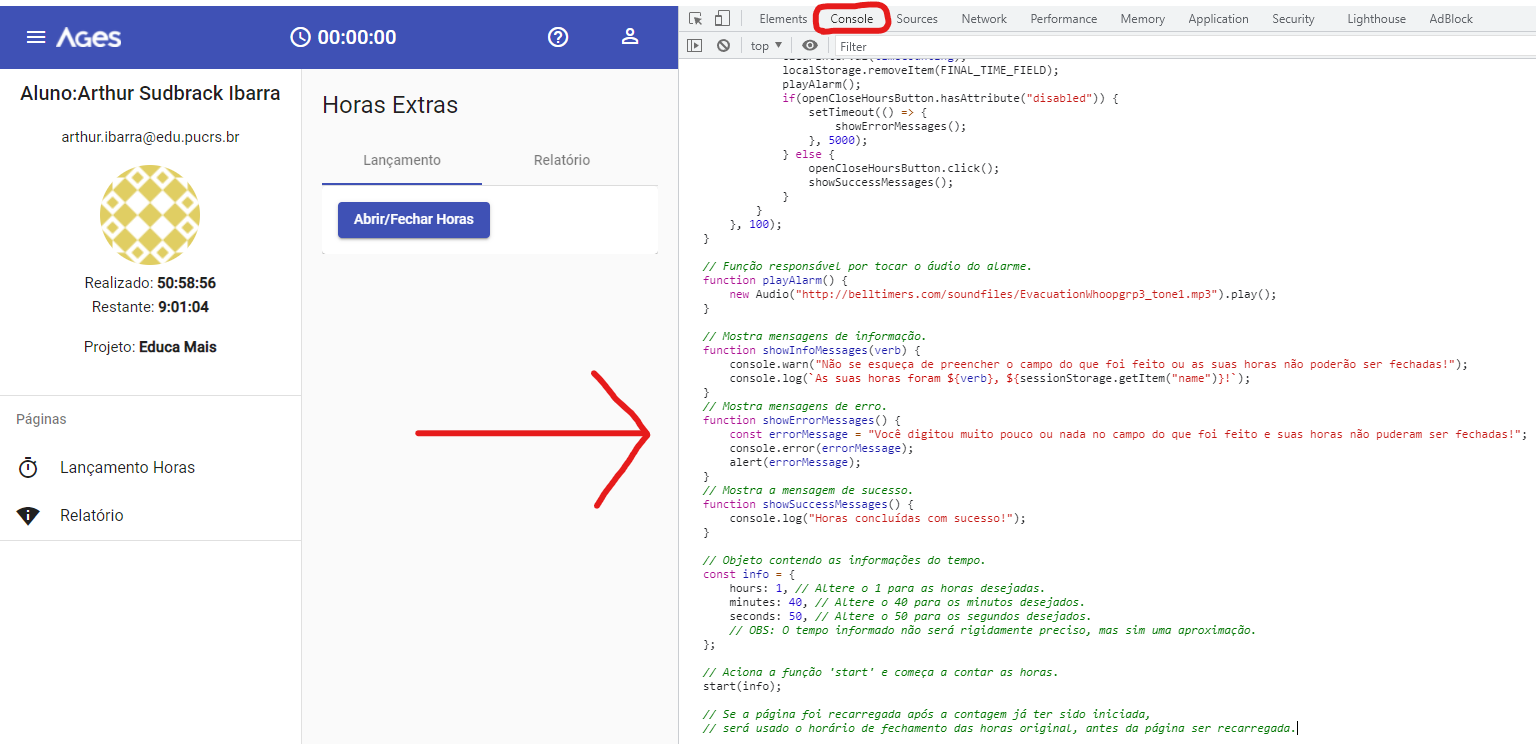 Ages
00:00:00
Aluno:Arthur Sudbrack Ibarra
arthur.ibarra@edu.pucrs.br
Realizado: 50:58:56
Restante: 9:01:04
Projeto: Educa Mais
Páginas
Lançamento Horas
Relatório
Horas Extras
Lançamento Relatório
Abrir/Fechar Horas
Elements Console Sources Network Performance Memory Application Security Lighthouse AdBlock
top Filter
localStorage.removeItem(FINAL_TIME_FIELD);
playAlarm();
if(openCloseHoursButton.hasAttribute("disabled")) {
setTimeout(() => {
showErrorMessages();
}, 5000);
} else {
openCloseHoursButton.click();
showSuccessMessages();
}
}
}, 100);
}
// Função responsável por tocar o áudio do alarme.
function playAlarm() {
new Audio("http://belltimers.com/soundfiles/EvacuationWhoopgrp3_tone1.mp3").play();
}
// Mostra mensagens de informação.
function showInfoMessages(verb) {
console.warn("Não se esqueça de preencher o campo do que foi feito ou as suas horas não poderão ser fechadas!");
console.log(`As suas horas foram ${verb}, ${sessionStorage.getItem("name")}!`);
}
// Mostra mensagens de erro.
function showErrorMessages() {
const errorMessage = "Você digitou muito pouco ou nada no campo do que foi feito e suas horas não puderam ser fechadas!";
console.error(errorMessage);
alert(errorMessage);
}
// Mostra a mensagem de sucesso.
function showSuccessMessages() {
console.log("Horas concluídas com sucesso!");
}
// Objeto contendo as informações do tempo.
const info = {
hours: 1, // Altere o 1 para as horas desejadas.
minutes: 40, // Altere o 40 para os minutos desejados.
seconds: 50, // Altere o 50 para os segundos desejados.
// OBS: O tempo informado não será rigidamente preciso, mas sim uma aproximação.
};
// Aciona a função 'start' e começa a contar as horas.
start(info);
// Se a página foi recarregada após a contagem já ter sido iniciada,
// será usado o horário de fechamento das horas original, antes da página ser recarregada.